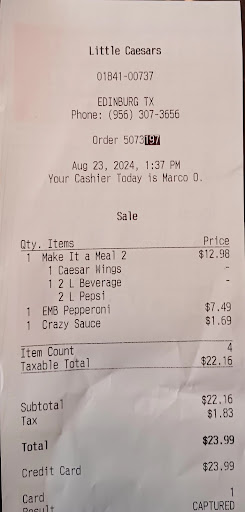 Little Caesars
01841-00737
EDINBURG TX
Phone: (956) 307-3656
Order 5073197
Aug 23, 2024, 1:37 PM
Your Cashier Today is Marco O.
Sale
Qty. Items Price
1 Make It a Meal 2 $12.98
1 Caesar Wings -
1 2 L Beverage -
2 L Pepsi -
1 EMB Pepperoni $7.49
1 Crazy Sauce $1.69
Item Count 4
Taxable Total $22.16
Subtotal $22.16
Tax $1.83
Total $23.99
Credit Card $23.99
Card 1
Result CAPTURED